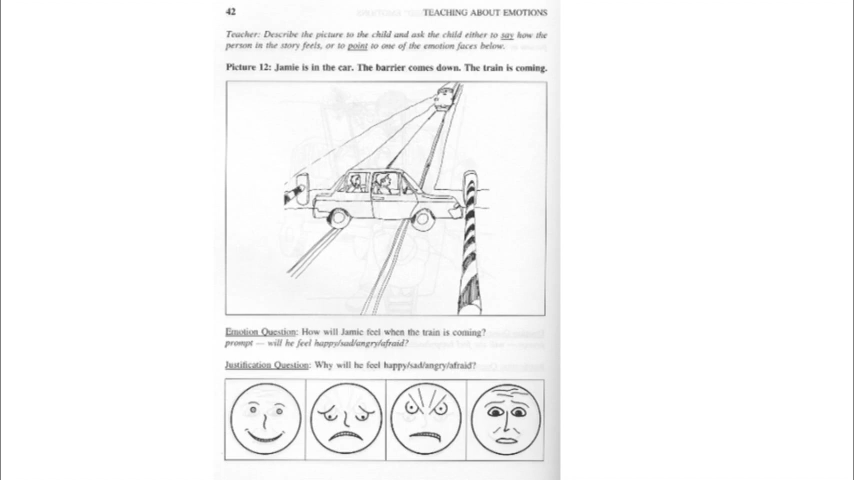 42 TEACHING ABOUT EMOTIONS
Teacher: Describe the picture to the child and ask the child either to say how the
person in the story feels, or to point to one of the emotion faces below.
Picture 12: Jamie is in the car. The barrier comes down. The train is coming.
Emotion Question: How will Jamie feel when the train is coming?
prompt — will he feel happy/sad/angry/afraid?
Justification Question: Why will he feel happy/sad/angry/afraid?